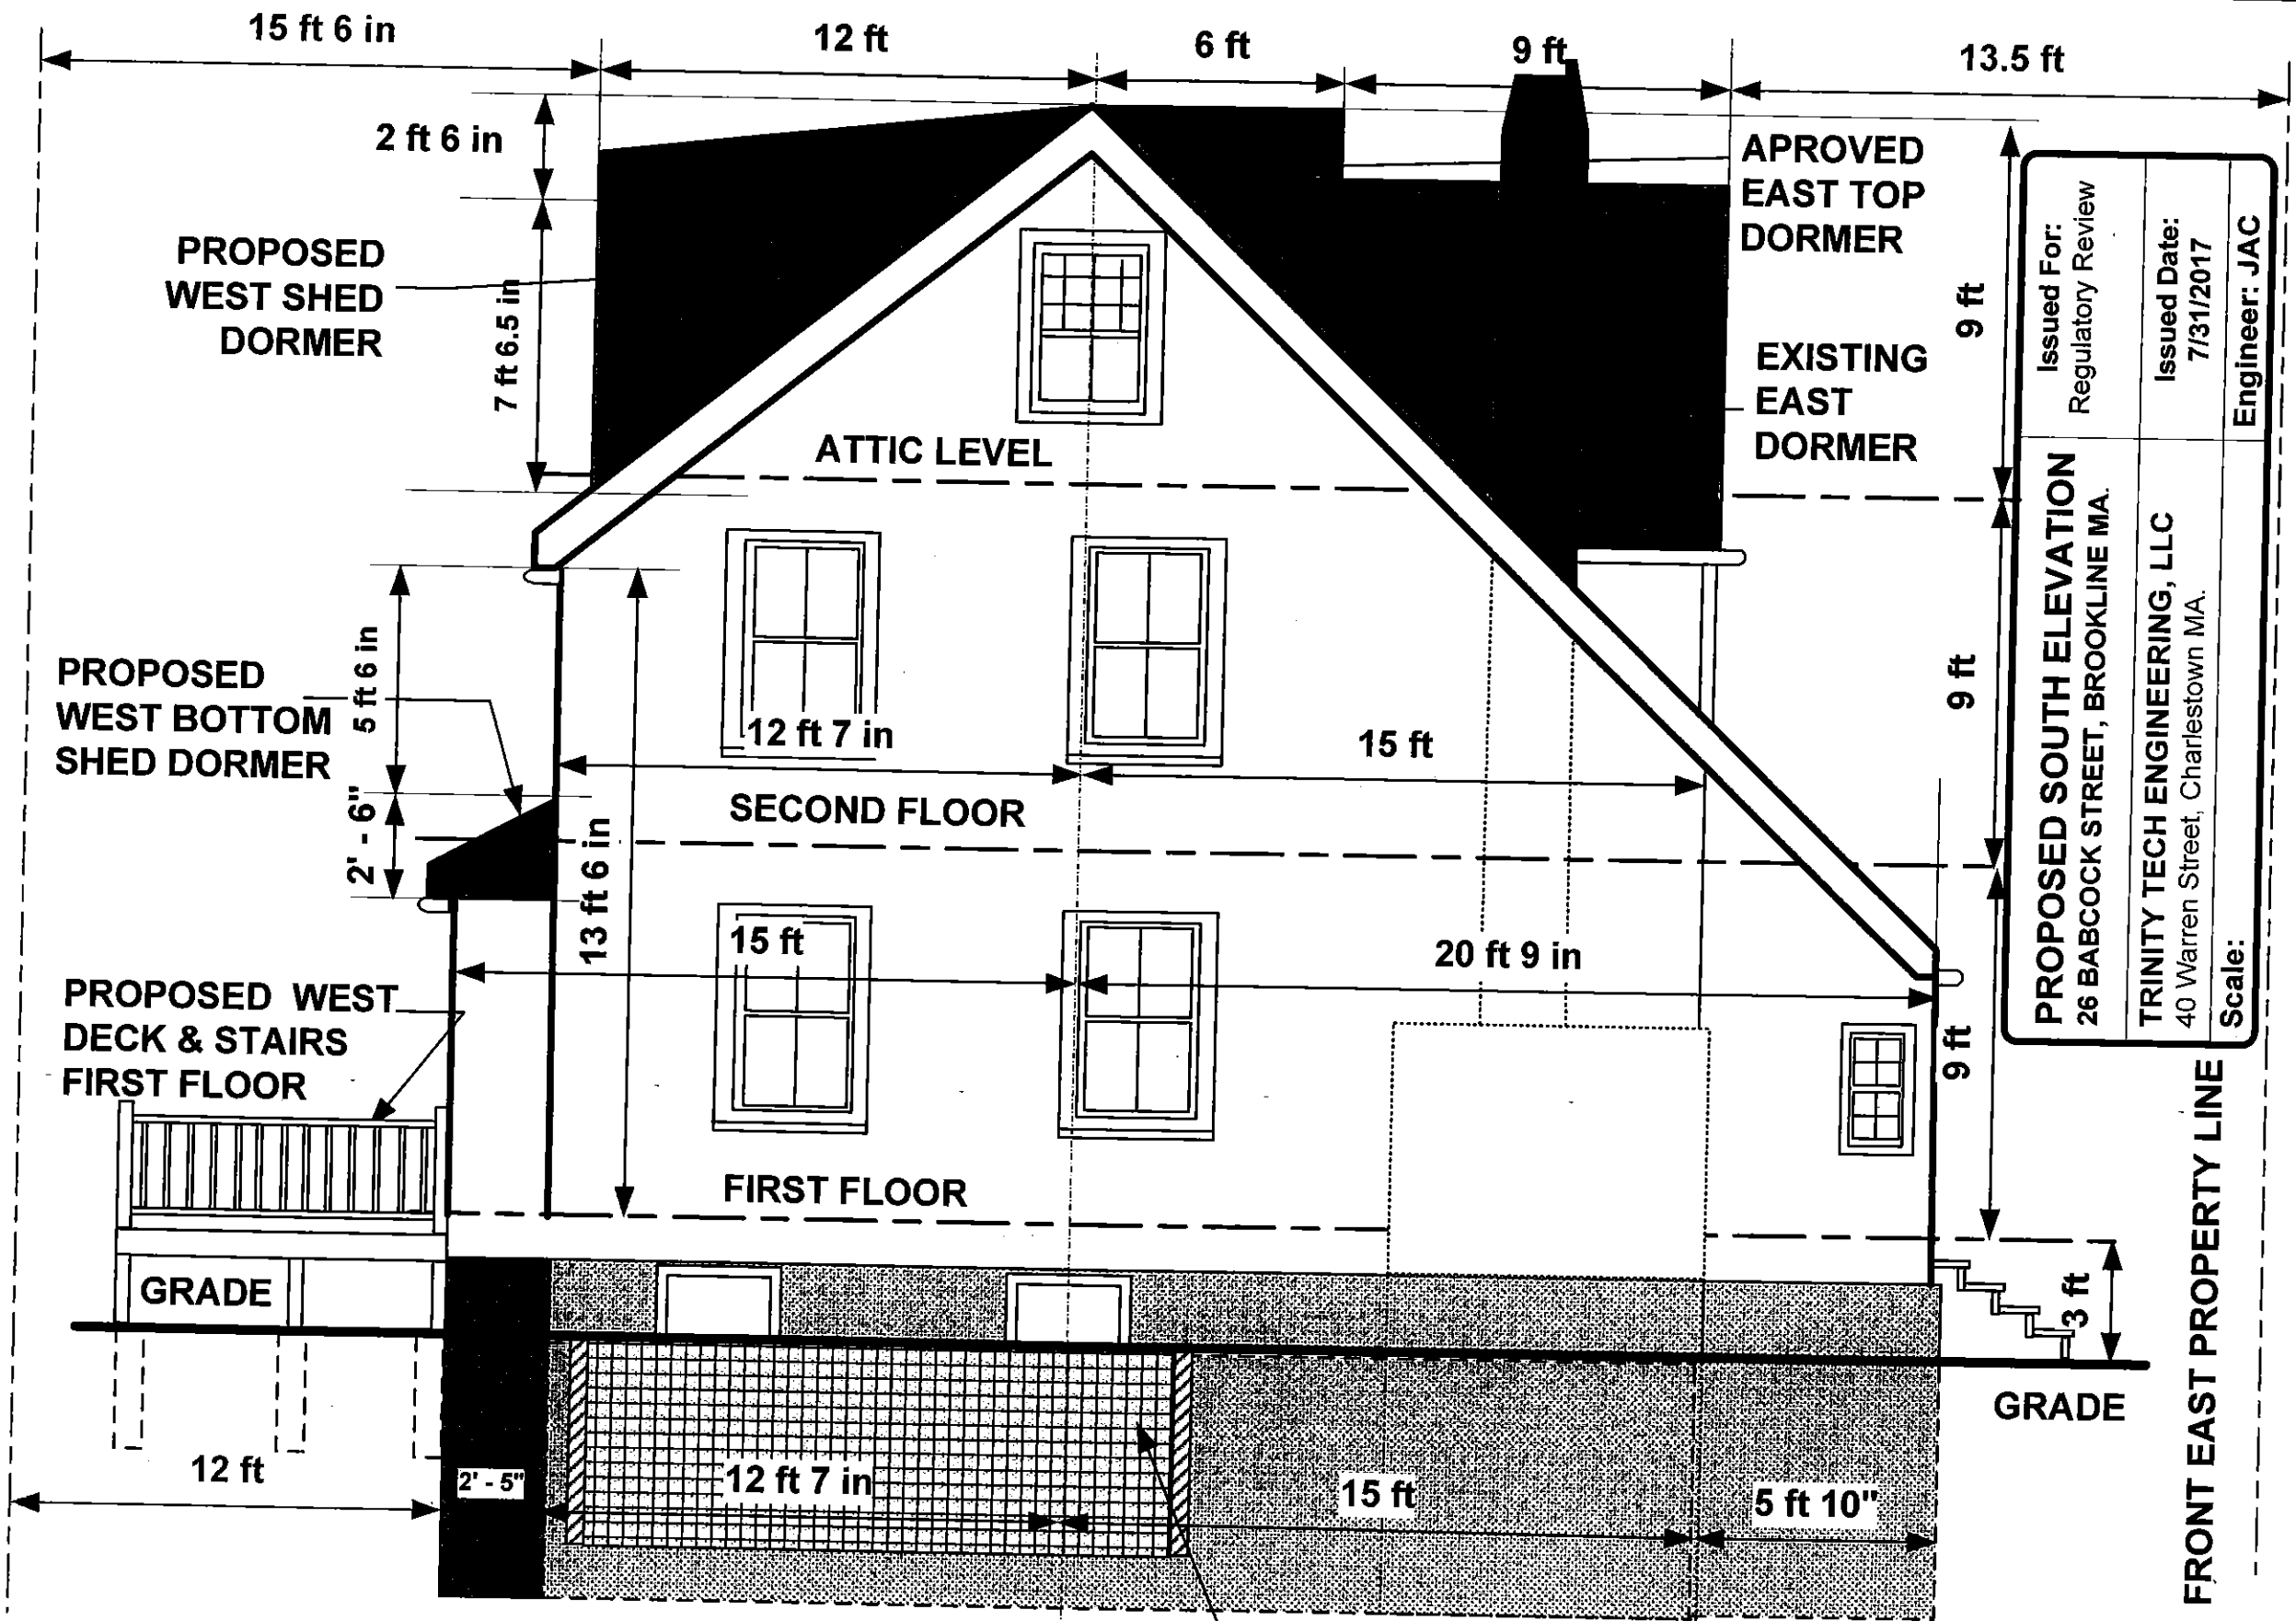 15 ft 6 in
12 ft
6 ft
9 ft
13.5 ft
2 ft 6 in
APROVED
EAST TOP
DORMER
PROPOSED
WEST SHED
DORMER
7 ft 6.5 in
9 ft
EXISTING
EAST
DORMER
ATTIC LEVEL
PROPOSED
WEST BOTTOM
SHED DORMER
5 ft 6 in
12 ft 7 in
15 ft
9 ft
SECOND FLOOR
2' - 6"
13 ft 6 in
15 ft
20 ft 9 in
PROPOSED WEST
DECK & STAIRS
FIRST FLOOR
9 ft
FIRST FLOOR
GRADE
3 ft
GRADE
12 ft
2' - 5"
12 ft 7 in
15 ft
5 ft 10"
PROPOSED SOUTH ELEVATION
26 BABCOCK STREET, BROOKLINE MA.
Issued For:
Regulatory Review
TRINITY TECH ENGINEERING, LLC
40 Warren Street, Charlestown MA.
Issued Date:
7/31/2017
Scale:
Engineer: JAC
FRONT EAST PROPERTY LINE